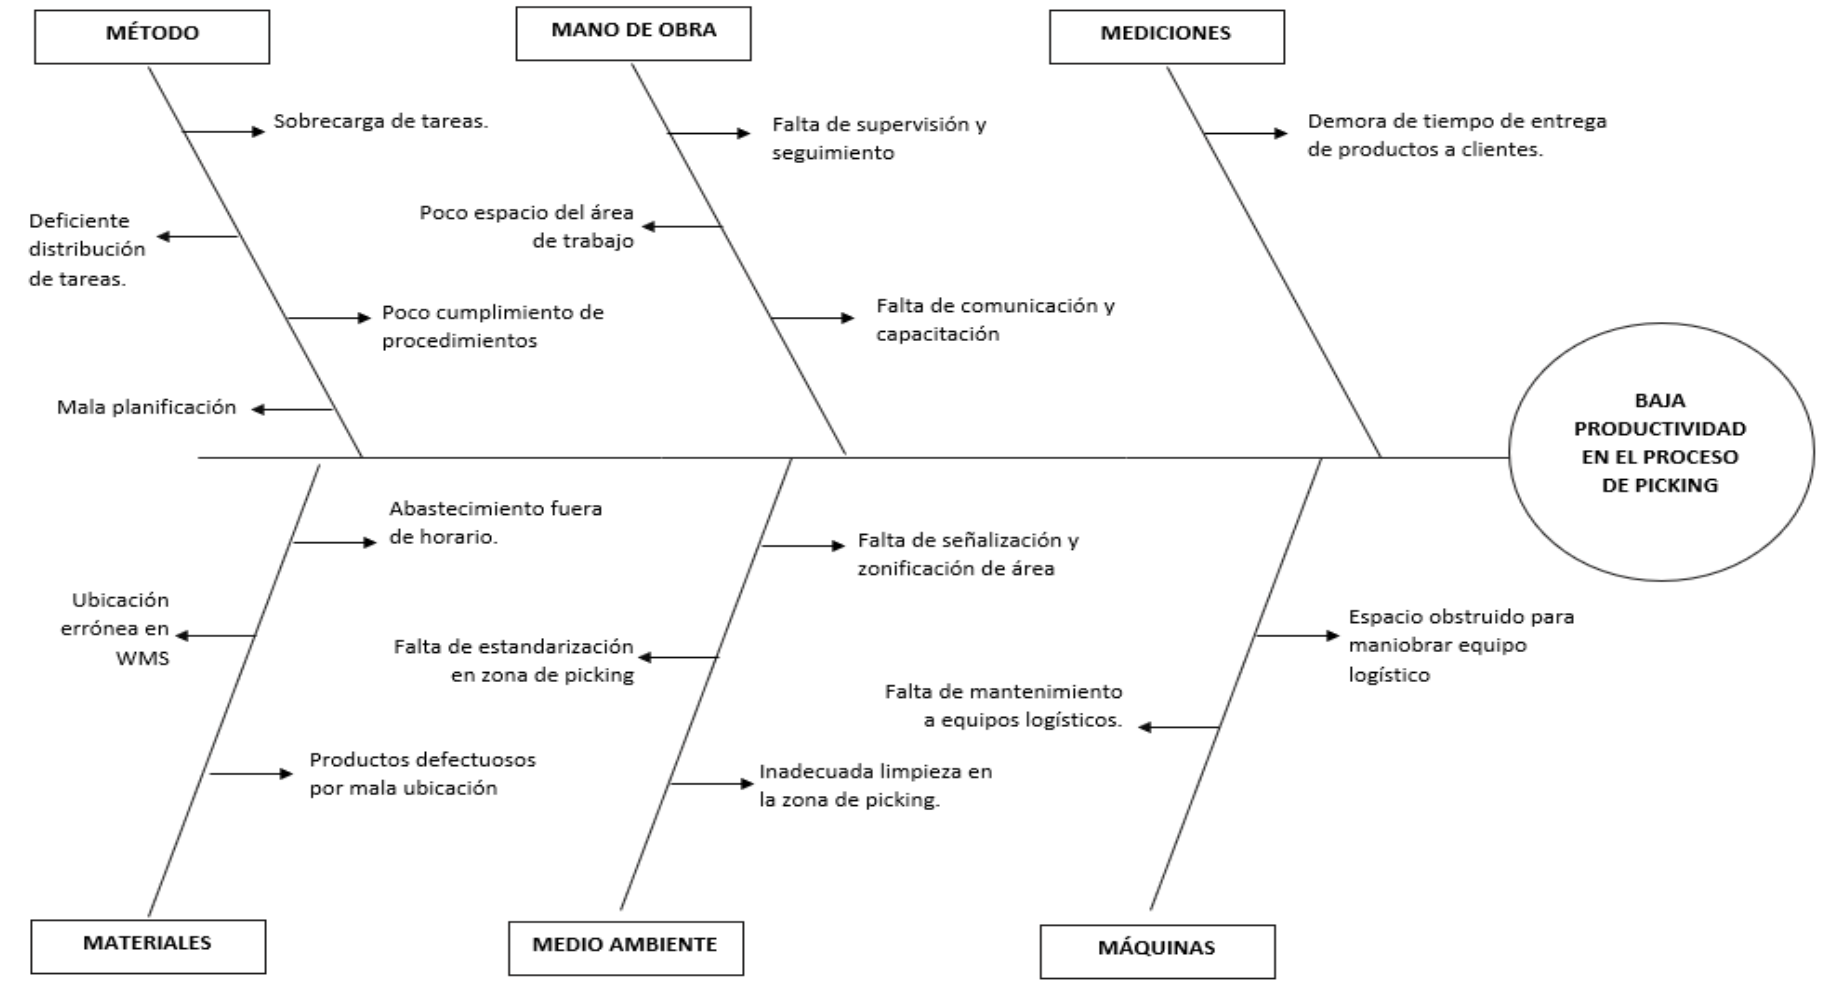 MÉTODO
MANO DE OBRA
MEDICIONES
Sobrecarga de tareas.
Deficiente
distribución
de tareas.
Poco cumplimiento de
procedimientos
Mala planificación
Falta de supervisión y
seguimiento
Poco espacio del área
de trabajo
Falta de comunicación y
capacitación
Demora de tiempo de entrega
de productos a clientes.
BAJA
PRODUCTIVIDAD
EN EL PROCESO
DE PICKING
Abastecimiento fuera
de horario.
Ubicación
errónea en
WMS
Productos defectuosos
por mala ubicación
Falta de señalización y
zonificación de área
Falta de estandarización
en zona de picking
Inadecuada limpieza en
la zona de picking.
Espacio obstruido para
maniobrar equipo
logístico
Falta de mantenimiento
a equipos logísticos.
MATERIALES
MEDIO AMBIENTE
MÁQUINAS